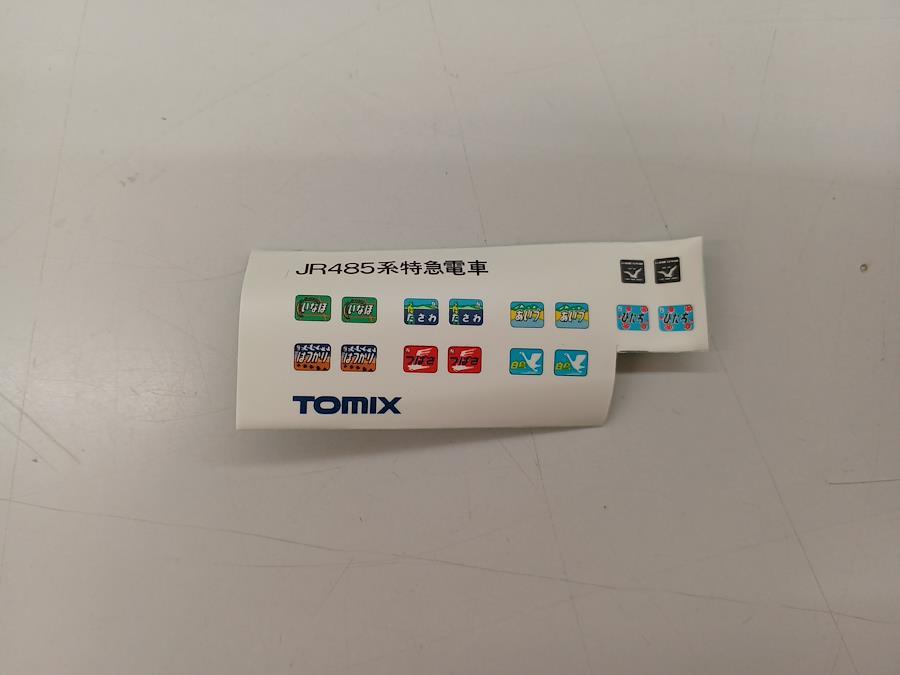 JR485系特急電車
いなほ いなほ たざわ たざわ あいづ あいづ ひたち ひたち
はつかり はつかり つばさ つばさ
TOMIX